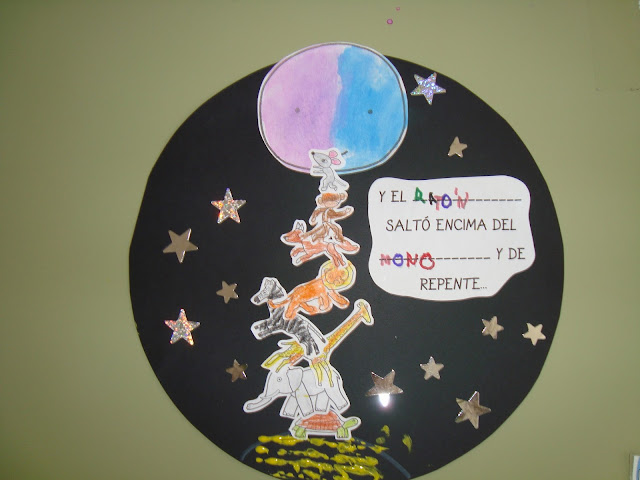 Y EL RATÓN
SALTÓ ENCIMA DEL
MONO Y DE
REPENTE...